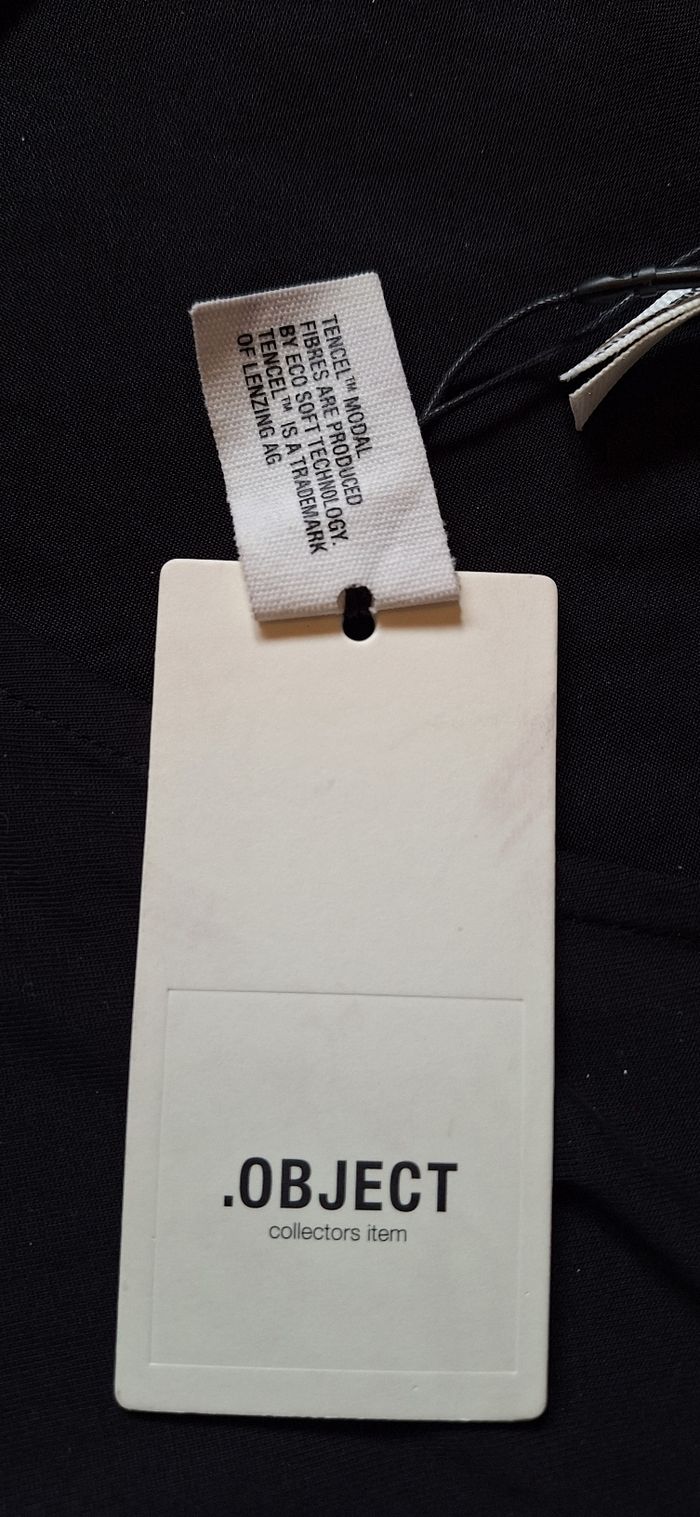 TENCEL™ MODAL
FIBRES ARE PRODUCED
BY ECO SOFT TECHNOLOGY.
TENCEL™ IS A TRADEMARK
OF LENZING AG
.OBJECT
collectors item